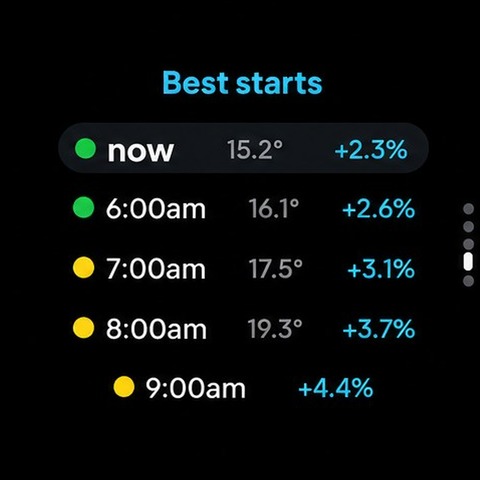 Best starts
now 15.2° +2.3%
6:00am 16.1° +2.6%
7:00am 17.5° +3.1%
8:00am 19.3° +3.7%
9:00am +4.4%